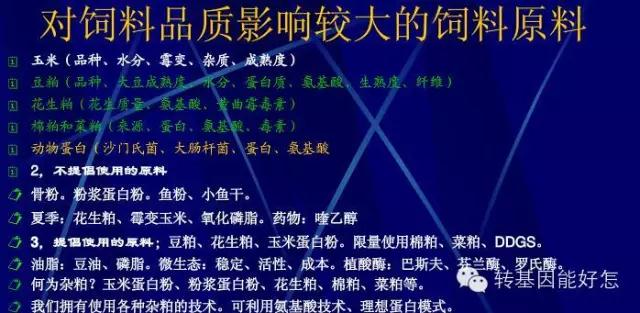 对饲料品质影响较大的饲料原料
玉米（品种、水分、霉变、杂质、成熟度）
豆粕（品种、大豆成熟度、水分、蛋白质、氨基酸、生熟度、纤维）
花生粕（花生质量、氨基酸、黄曲霉毒素）
棉粕和菜粕（来源、蛋白、氨基酸、毒素）
动物蛋白（沙门氏菌、大肠杆菌、蛋白、氨基酸
2，不提倡使用的原料
骨粉。粉浆蛋白粉。鱼粉、小鱼干。
夏季：花生粕、霉变玉米、氧化磷脂。药物：喹乙醇
3，提倡使用的原料；豆粕、花生粕、玉米蛋白粉。限量使用棉粕、菜粕、DDGS。
油脂：豆油、磷脂。微生态：稳定、活性、成本。植酸酶：巴斯夫、芬兰酶、罗氏酶。
何为杂粕？玉米蛋白粉、粉浆蛋白粉、花生粕、棉粕、菜粕等。
我们拥有使用各种杂粕的技术。可利用氨基酸技术、理想蛋白模式。
转基因能好怎